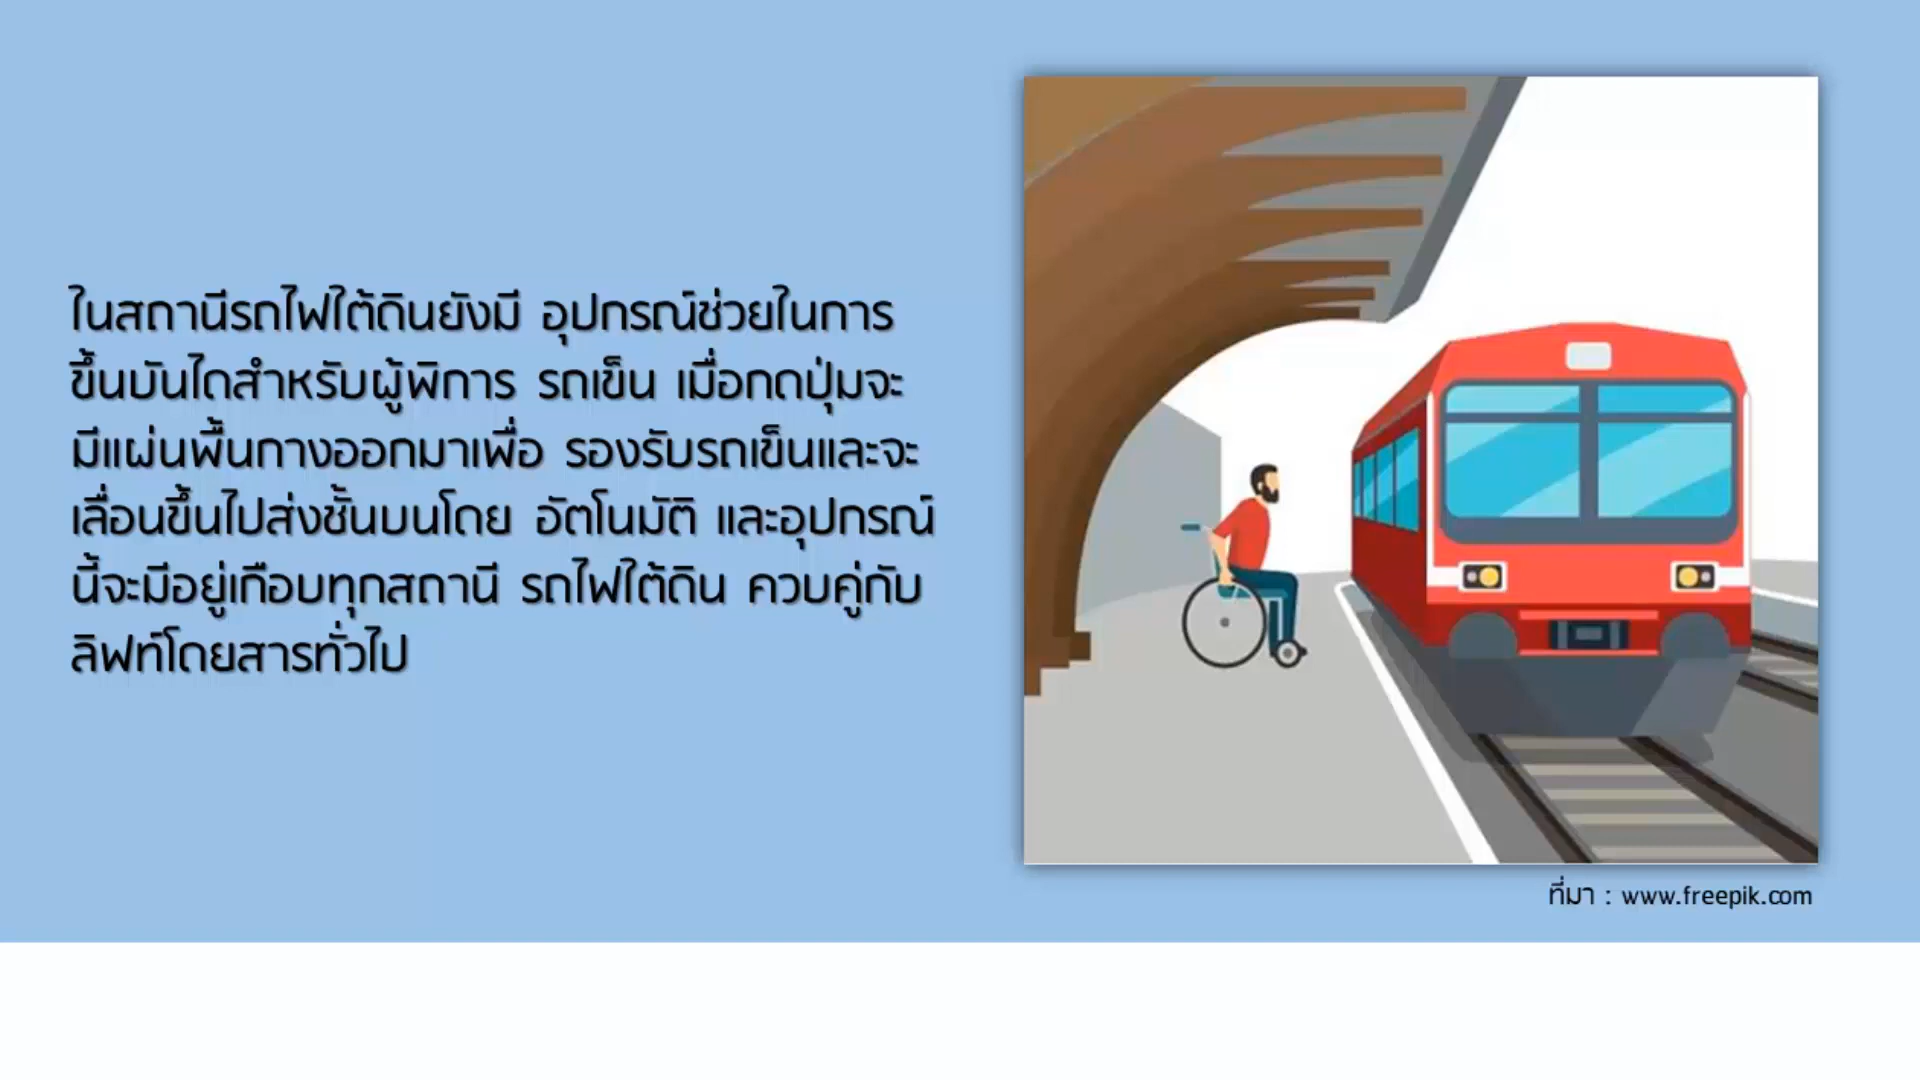 ในสถานีรถไฟใต้ดินยังมี อุปกรณ์ช่วยในการ
ขึ้นบันไดสำหรับผู้พิการ รถเข็น เมื่อกดปุ่มจะ
มีแผ่นพื้นกางออกมาเพื่อ รองรับรถเข็นและจะ
เลื่อนขึ้นไปส่งชั้นบนโดย อัตโนมัติ และอุปกรณ์
นี้จะมีอยู่เกือบทุกสถานี รถไฟใต้ดิน ควบคู่กับ
ลิฟท์โดยสารทั่วไป
ที่มา : www.freepik.com